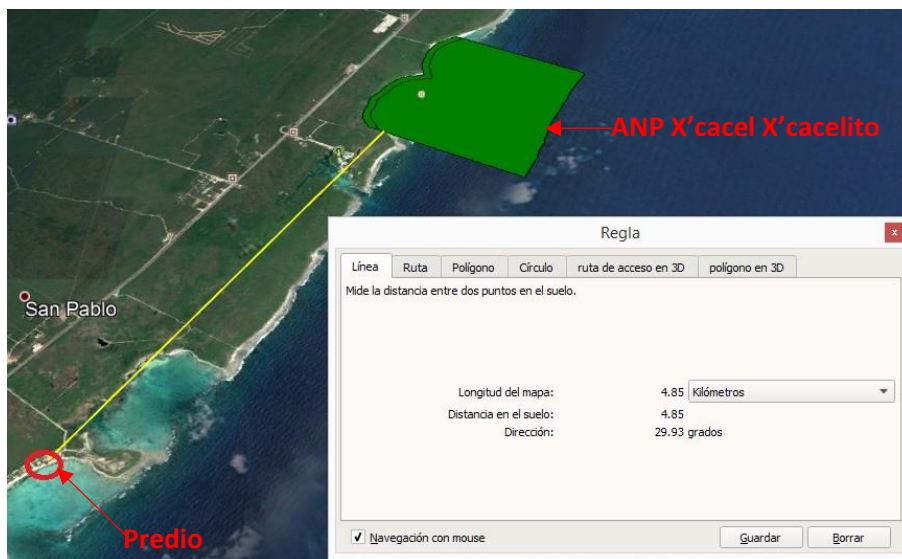 ANP X’cacel X’cacelito
Regla
x
Línea Ruta Polígono Círculo ruta de acceso en 3D polígono en 3D
Mide la distancia entre dos puntos en el suelo.
San Pablo
Longitud del mapa: 4.85 Kilómetros
Distancia en el suelo: 4.85
Dirección: 29.93 grados
Predio
Navegación con mouse Guardar Borrar